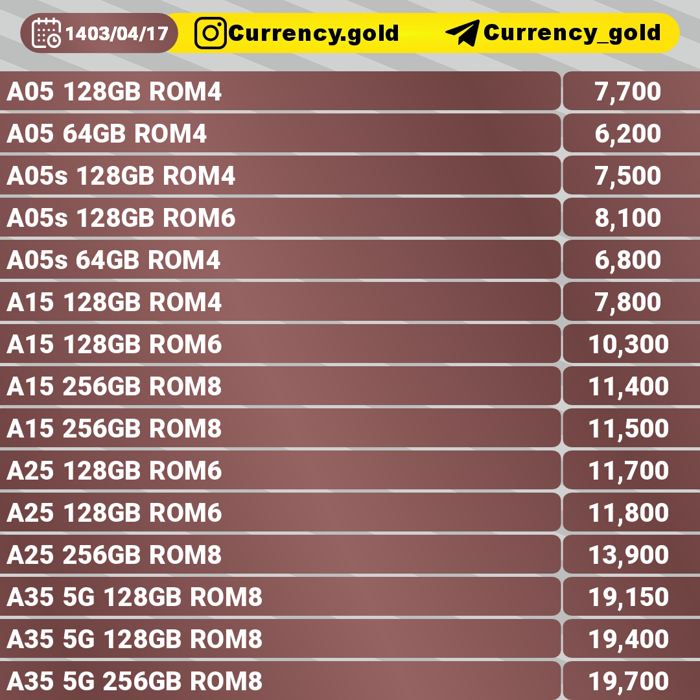 1403/04/17 Currency.gold Currency_gold
A05 128GB ROM4 7,700
A05 64GB ROM4 6,200
A05s 128GB ROM4 7,500
A05s 128GB ROM6 8,100
A05s 64GB ROM4 6,800
A15 128GB ROM4 7,800
A15 128GB ROM6 10,300
A15 256GB ROM8 11,400
A15 256GB ROM8 11,500
A25 128GB ROM6 11,700
A25 128GB ROM6 11,800
A25 256GB ROM8 13,900
A35 5G 128GB ROM8 19,150
A35 5G 128GB ROM8 19,400
A35 5G 256GB ROM8 19,700